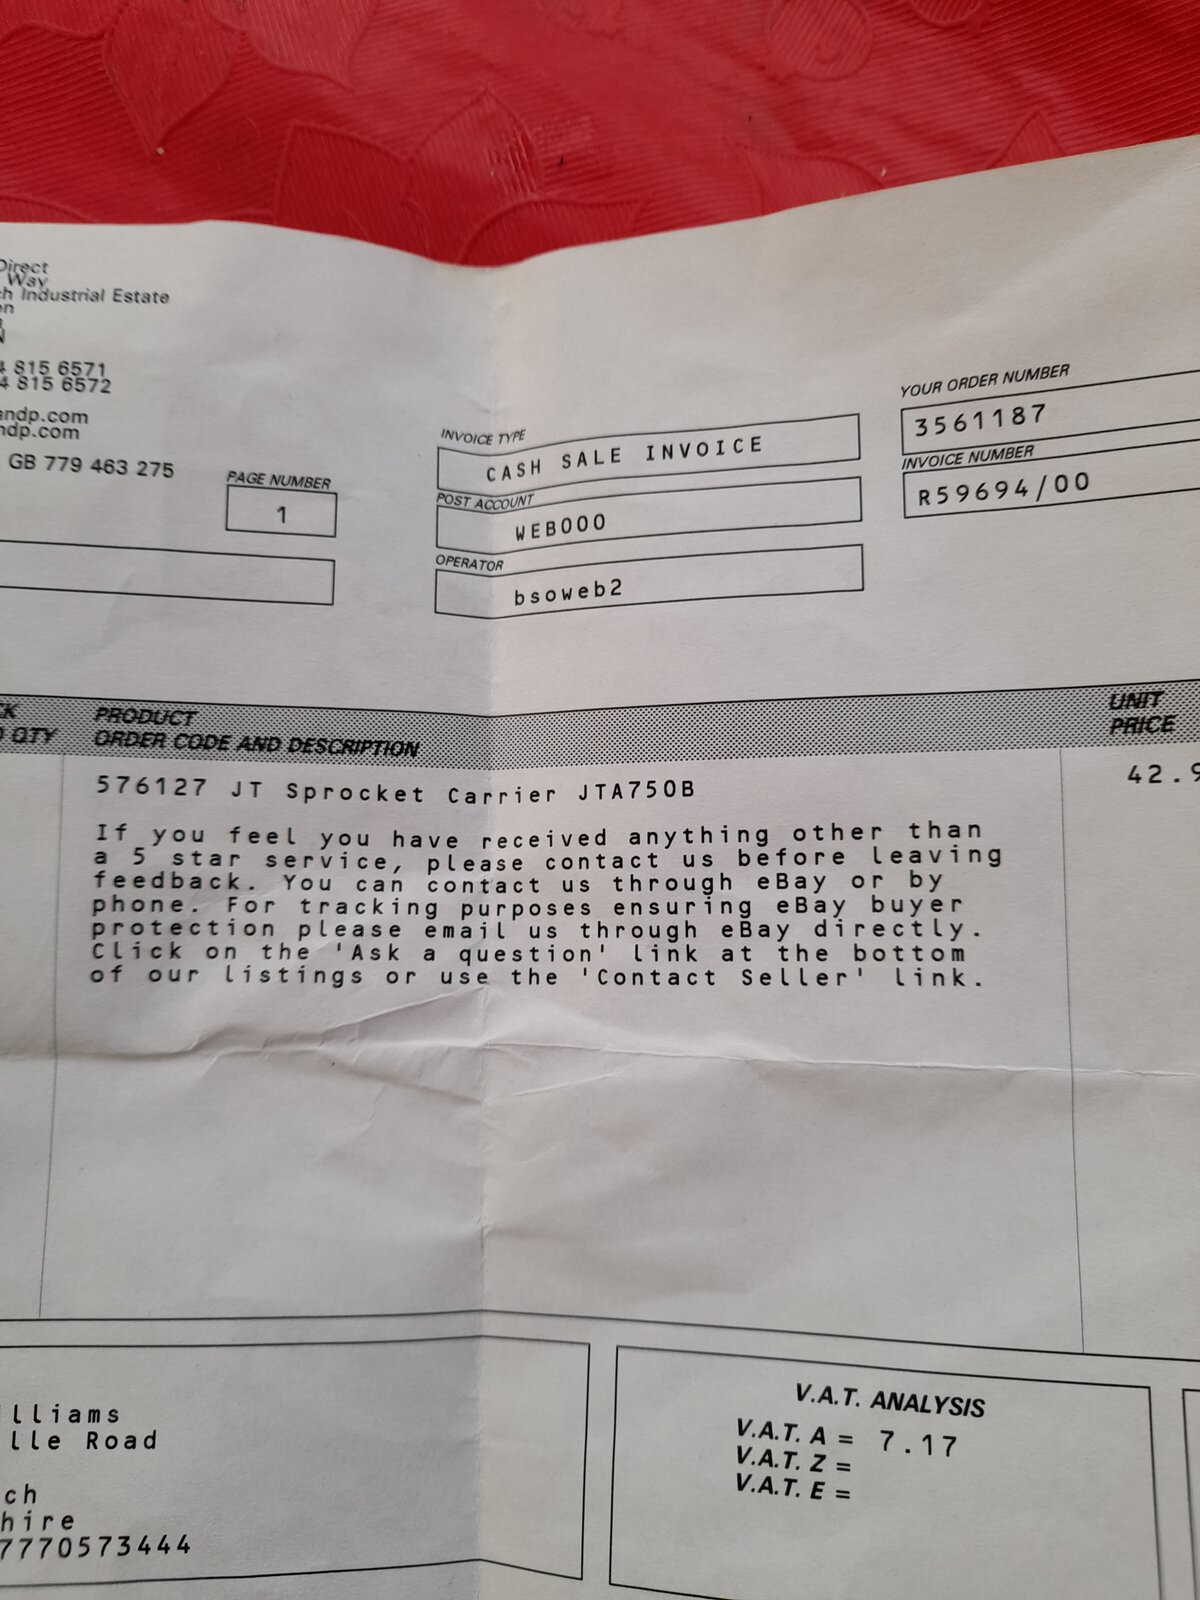 Direct
Way
h Industrial Estate
n
N
4 815 6571
4 815 6572
andp.com
ndp.com
GB 779 463 275
PAGE NUMBER
1
INVOICE TYPE
CASH SALE INVOICE
POST ACCOUNT
WEB000
OPERATOR
bsoweb2
YOUR ORDER NUMBER
3561187
INVOICE NUMBER
R59694/00
CK
D QTY
PRODUCT
ORDER CODE AND DESCRIPTION
UNIT
PRICE
576127 JT Sprocket Carrier JTA750B
42.9
If you feel you have received anything other than
a 5 star service, please contact us before leaving
feedback. You can contact us through eBay or by
phone. For tracking purposes ensuring eBay buyer
protection please email us through eBay directly.
Click on the 'Ask a question' link at the bottom
of our listings or use the 'Contact Seller' link.
lliams
lle Road
ch
hire
7770573444
V.A.T. ANALYSIS
V.A.T. A = 7.17
V.A.T. Z =
V.A.T. E =